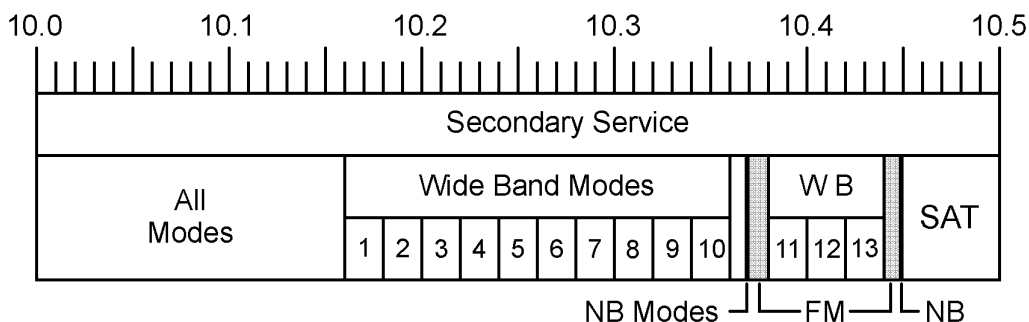 10.0 10.1 10.2 10.3 10.4 10.5
Secondary Service
All
Modes
Wide Band Modes
W B
SAT
1 2 3 4 5 6 7 8 9 10 11 12 13
NB Modes FM NB